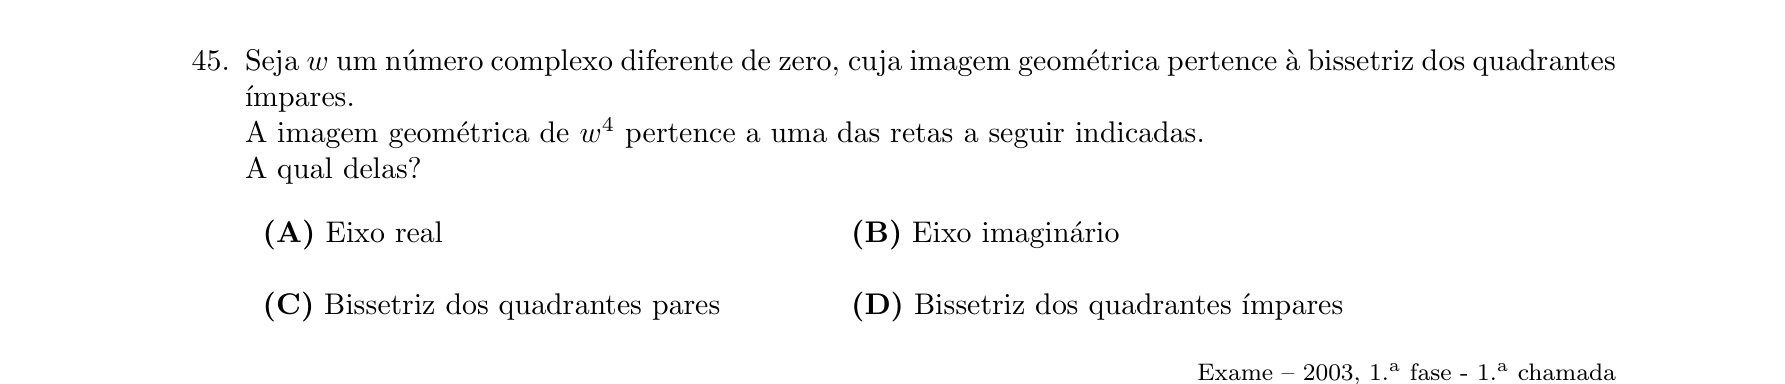 45. Seja w um número complexo diferente de zero, cuja imagem geométrica pertence à bissetriz dos quadrantes
ímpares.
A imagem geométrica de w⁴ pertence a uma das retas a seguir indicadas.
A qual delas?
(A) Eixo real (B) Eixo imaginário
(C) Bissetriz dos quadrantes pares (D) Bissetriz dos quadrantes ímpares
Exame – 2003, 1.ª fase - 1.ª chamada